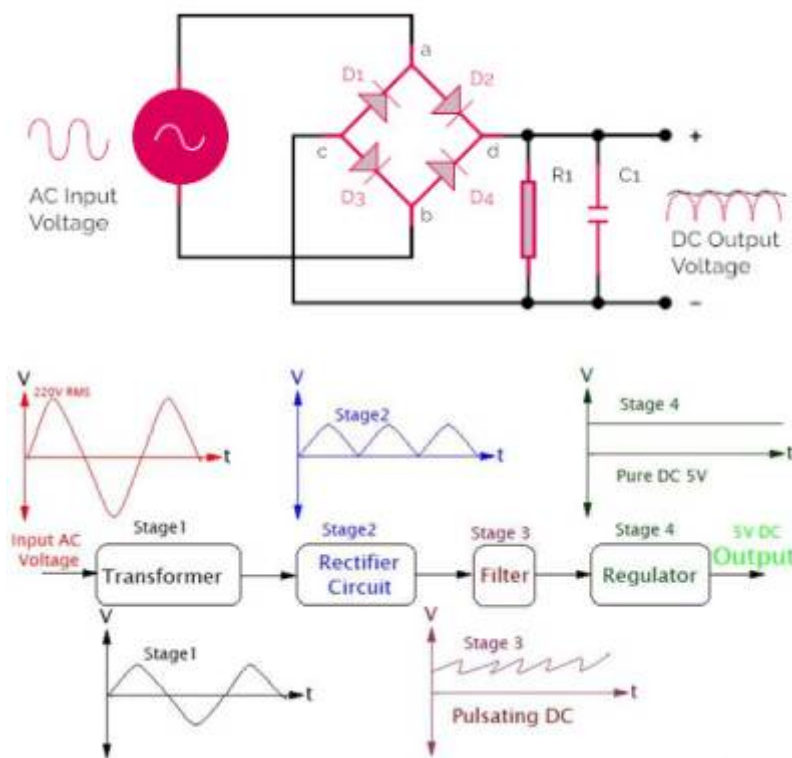 a
D1
D2
c
d
D3
D4
b
R1
C1
+
−
AC Input
Voltage
DC Output
Voltage
V
220V RMS
t
V
Stage2
t
V
Stage 4
t
Pure DC 5V
Input AC
Voltage
Stage1
Transformer
Stage2
Rectifier
Circuit
Stage 3
Filter
Stage 4
Regulator
5V DC
Output
V
Stage1
t
V
Stage 3
t
Pulsating DC